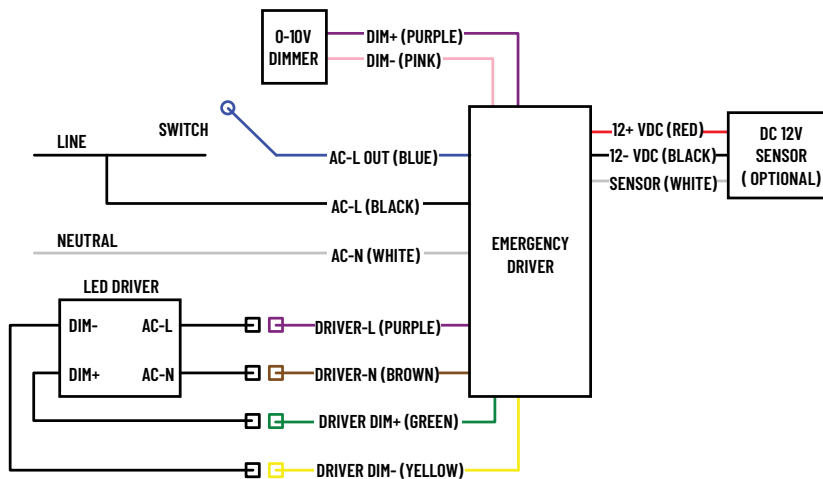 0-10V
DIMMER
DIM+ (PURPLE)
DIM- (PINK)
LINE
SWITCH
AC-L OUT (BLUE)
AC-L (BLACK)
NEUTRAL
AC-N (WHITE)
EMERGENCY
DRIVER
12+ VDC (RED)
12- VDC (BLACK)
SENSOR (WHITE)
DC 12V
SENSOR
( OPTIONAL)
LED DRIVER
DIM- AC-L
DIM+ AC-N
DRIVER-L (PURPLE)
DRIVER-N (BROWN)
DRIVER DIM+ (GREEN)
DRIVER DIM- (YELLOW)